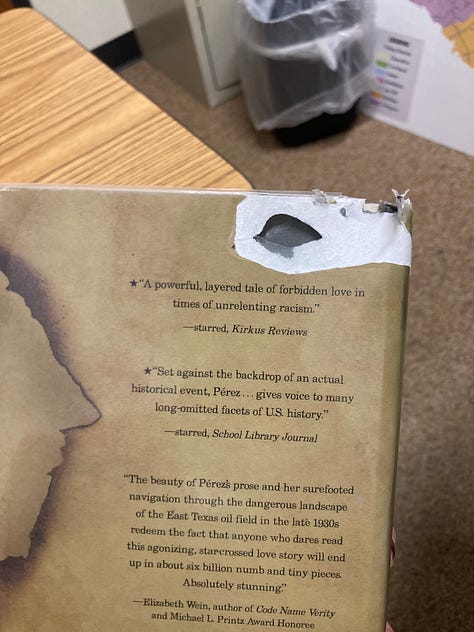 ★“A powerful, layered tale of forbidden love in
times of unrelenting racism.”
—starred, Kirkus Reviews
★“Set against the backdrop of an actual
historical event, Pérez... gives voice to many
long-omitted facets of U.S. history.”
—starred, School Library Journal
“The beauty of Pérez’s prose and her surefooted
navigation through the dangerous landscape
of the East Texas oil field in the late 1930s
redeem the fact that anyone who dares read
this agonizing, star-crossed love story will end
up in about six billion numb and tiny pieces.
Absolutely stunning.”
—Elizabeth Wein, author of Code Name Verity
and Michael L. Printz Award Honoree